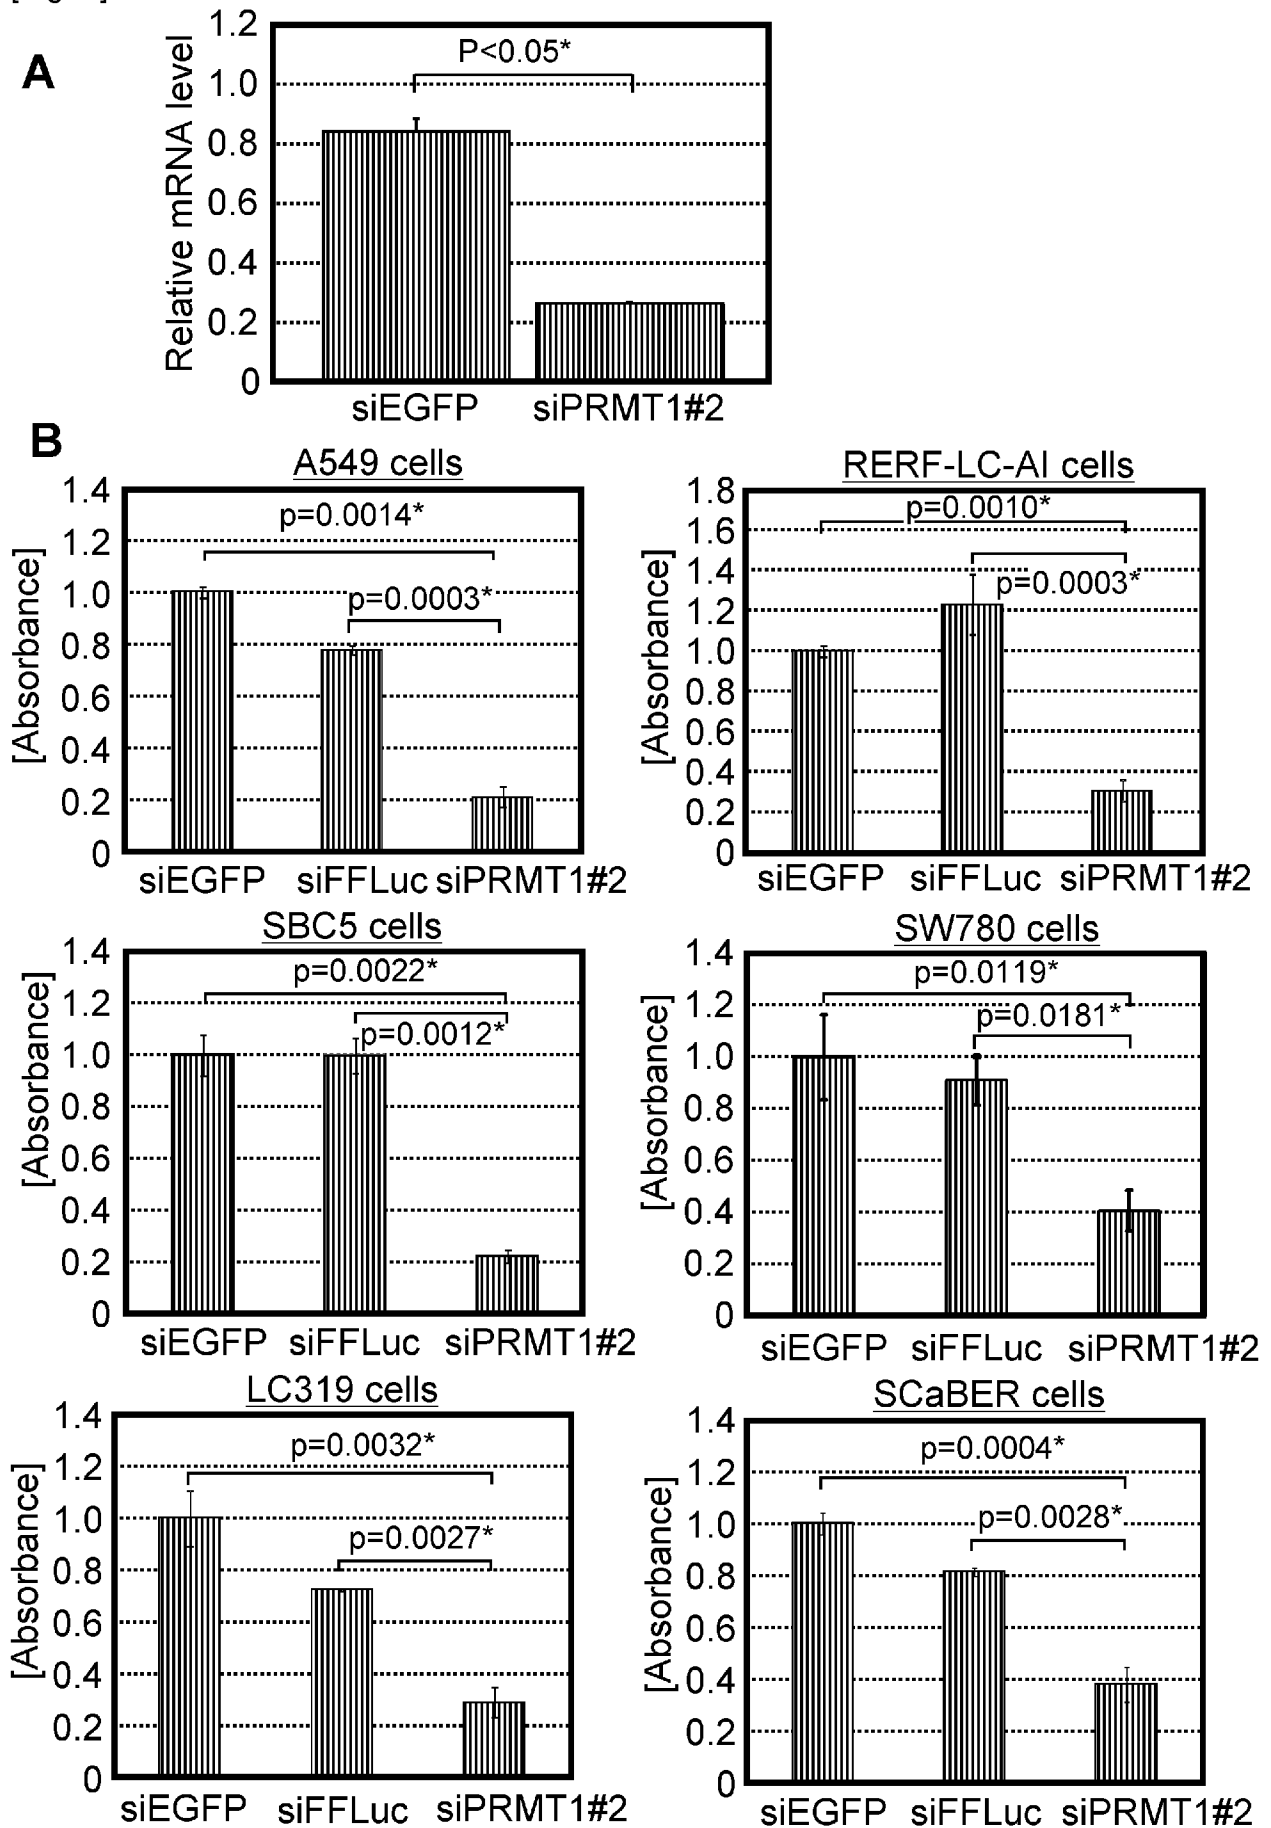 A
Relative mRNA level
P<0.05*
1.2
1.0
0.8
0.6
0.4
0.2
0
siEGFP siPRMT1#2
B
A549 cells
[Absorbance]
1.4
1.2
1.0
0.8
0.6
0.4
0.2
0
p=0.0014*
p=0.0003*
siEGFP siFFLuc siPRMT1#2
RERF-LC-AI cells
[Absorbance]
1.8
1.6
1.4
1.2
1.0
0.8
0.6
0.4
0.2
0
p=0.0010*
p=0.0003*
siEGFP siFFLuc siPRMT1#2
SBC5 cells
[Absorbance]
1.4
1.2
1.0
0.8
0.6
0.4
0.2
0
p=0.0022*
p=0.0012*
siEGFP siFFLuc siPRMT1#2
SW780 cells
[Absorbance]
1.4
1.2
1.0
0.8
0.6
0.4
0.2
0
p=0.0119*
p=0.0181*
siEGFP siFFLuc siPRMT1#2
LC319 cells
[Absorbance]
1.4
1.2
1.0
0.8
0.6
0.4
0.2
0
p=0.0032*
p=0.0027*
siEGFP siFFLuc siPRMT1#2
SCaBER cells
[Absorbance]
1.4
1.2
1.0
0.8
0.6
0.4
0.2
0
p=0.0004*
p=0.0028*
siEGFP siFFLuc siPRMT1#2